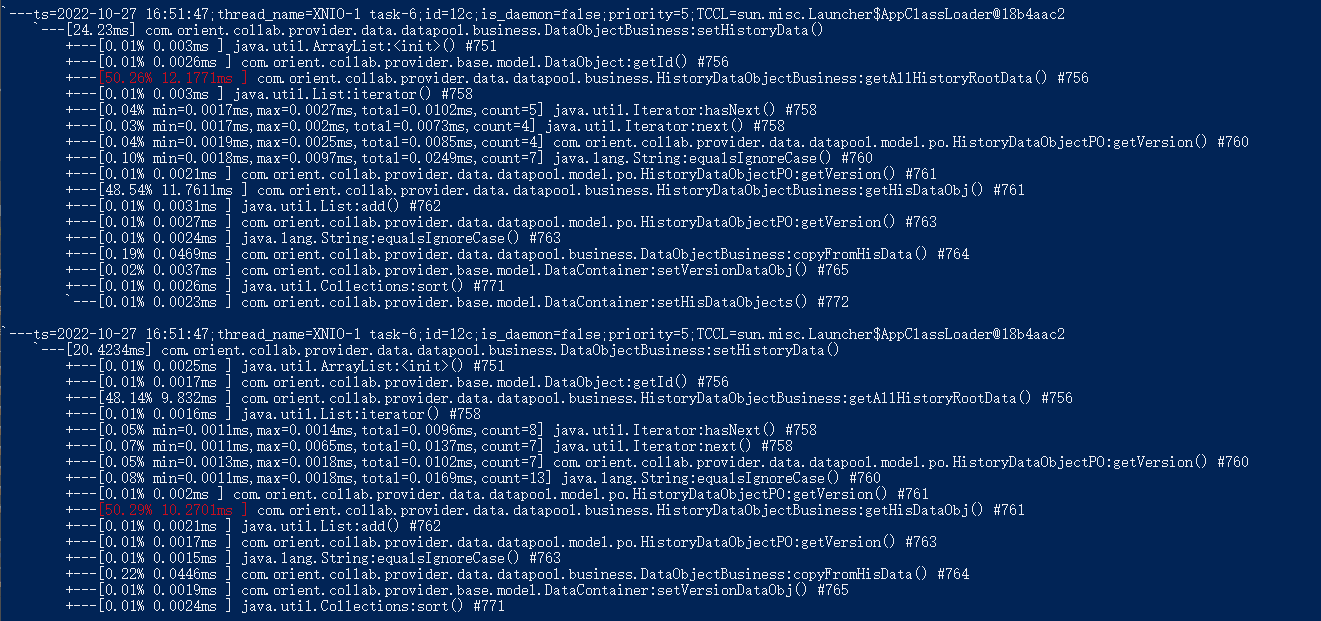 `---ts=2022-10-27 16:51:47;thread_name=XNIO-1 task-6;id=12c;is_daemon=false;priority=5;TCCL=sun.misc.Launcher$AppClassLoader@18b4aac2
`---[24.23ms] com.orient.collab.provider.data.datapool.business.DataObjectBusiness:setHistoryData()
+---[0.01% 0.003ms ] java.util.ArrayList:<init>() #751
+---[0.01% 0.0026ms ] com.orient.collab.provider.base.model.DataObject:getId() #756
+---[50.26% 12.1771ms ] com.orient.collab.provider.data.datapool.business.HistoryDataObjectBusiness:getAllHistoryRootData() #756
+---[0.01% 0.003ms ] java.util.List:iterator() #758
+---[0.04% min=0.0017ms,max=0.0027ms,total=0.0102ms,count=5] java.util.Iterator:hasNext() #758
+---[0.03% min=0.0017ms,max=0.002ms,total=0.0073ms,count=4] java.util.Iterator:next() #758
+---[0.04% min=0.0019ms,max=0.0025ms,total=0.0085ms,count=4] com.orient.collab.provider.data.datapool.model.po.HistoryDataObjectPO:getVersion() #760
+---[0.10% min=0.0018ms,max=0.0097ms,total=0.0249ms,count=7] java.lang.String:equalsIgnoreCase() #760
+---[0.01% 0.0021ms ] com.orient.collab.provider.data.datapool.model.po.HistoryDataObjectPO:getVersion() #761
+---[48.54% 11.7611ms ] com.orient.collab.provider.data.datapool.business.HistoryDataObjectBusiness:getHisDataObj() #761
+---[0.01% 0.0031ms ] java.util.List:add() #762
+---[0.01% 0.0027ms ] com.orient.collab.provider.data.datapool.model.po.HistoryDataObjectPO:getVersion() #763
+---[0.01% 0.0024ms ] java.lang.String:equalsIgnoreCase() #763
+---[0.19% 0.0469ms ] com.orient.collab.provider.data.datapool.business.DataObjectBusiness:copyFromHisData() #764
+---[0.02% 0.0037ms ] com.orient.collab.provider.base.model.DataContainer:setVersionDataObj() #765
+---[0.01% 0.0026ms ] java.util.Collections:sort() #771
`---[0.01% 0.0023ms ] com.orient.collab.provider.base.model.DataContainer:setHisDataObjects() #772
`---ts=2022-10-27 16:51:47;thread_name=XNIO-1 task-6;id=12c;is_daemon=false;priority=5;TCCL=sun.misc.Launcher$AppClassLoader@18b4aac2
`---[20.4234ms] com.orient.collab.provider.data.datapool.business.DataObjectBusiness:setHistoryData()
+---[0.01% 0.0025ms ] java.util.ArrayList:<init>() #751
+---[0.01% 0.0017ms ] com.orient.collab.provider.base.model.DataObject:getId() #756
+---[48.14% 9.832ms ] com.orient.collab.provider.data.datapool.business.HistoryDataObjectBusiness:getAllHistoryRootData() #756
+---[0.01% 0.0016ms ] java.util.List:iterator() #758
+---[0.05% min=0.0011ms,max=0.0014ms,total=0.0096ms,count=8] java.util.Iterator:hasNext() #758
+---[0.07% min=0.0011ms,max=0.0065ms,total=0.0137ms,count=7] java.util.Iterator:next() #758
+---[0.05% min=0.0013ms,max=0.0018ms,total=0.0102ms,count=7] com.orient.collab.provider.data.datapool.model.po.HistoryDataObjectPO:getVersion() #760
+---[0.08% min=0.0011ms,max=0.0018ms,total=0.0169ms,count=13] java.lang.String:equalsIgnoreCase() #760
+---[0.01% 0.002ms ] com.orient.collab.provider.data.datapool.model.po.HistoryDataObjectPO:getVersion() #761
+---[50.29% 10.2701ms ] com.orient.collab.provider.data.datapool.business.HistoryDataObjectBusiness:getHisDataObj() #761
+---[0.01% 0.0021ms ] java.util.List:add() #762
+---[0.01% 0.0017ms ] com.orient.collab.provider.data.datapool.model.po.HistoryDataObjectPO:getVersion() #763
+---[0.01% 0.0015ms ] java.lang.String:equalsIgnoreCase() #763
+---[0.22% 0.0446ms ] com.orient.collab.provider.data.datapool.business.DataObjectBusiness:copyFromHisData() #764
+---[0.01% 0.0019ms ] com.orient.collab.provider.base.model.DataContainer:setVersionDataObj() #765
+---[0.01% 0.0024ms ] java.util.Collections:sort() #771